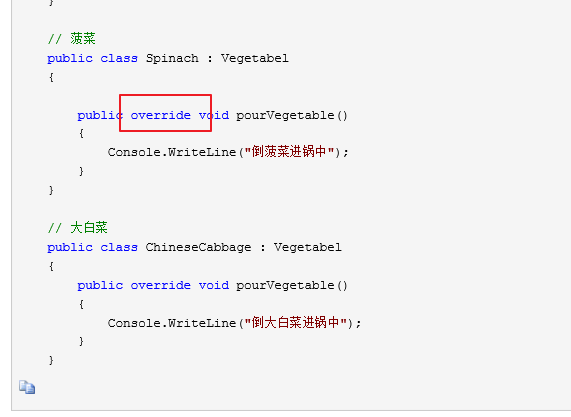 }
// 菠菜
public class Spinach : Vegetabel
{
public override void pourVegetable()
{
Console.WriteLine("倒菠菜进锅中");
}
}
// 大白菜
public class ChineseCabbage : Vegetabel
{
public override void pourVegetable()
{
Console.WriteLine("倒大白菜进锅中");
}
}